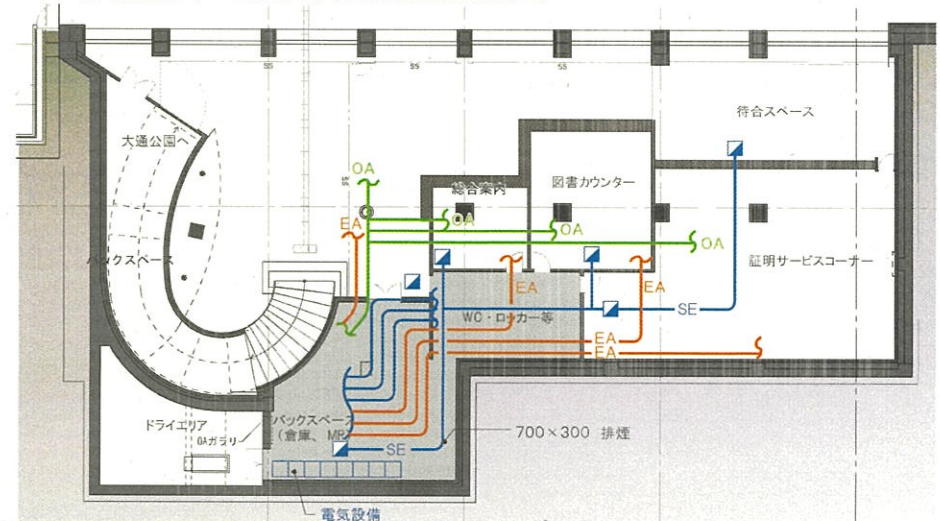 SS
SS
SS
待合スペース
大通公園へ
OA
SS
総合案内
図書カウンター
EA
OA
OA
OA
バックスペース
証明サービスコーナー
EA
EA
SE
WC・ロッカー等
EA
EA
ドライエリア
OAガラリ
バックスペース
(倉庫、MR)
SE
700×300 排煙
電気設備